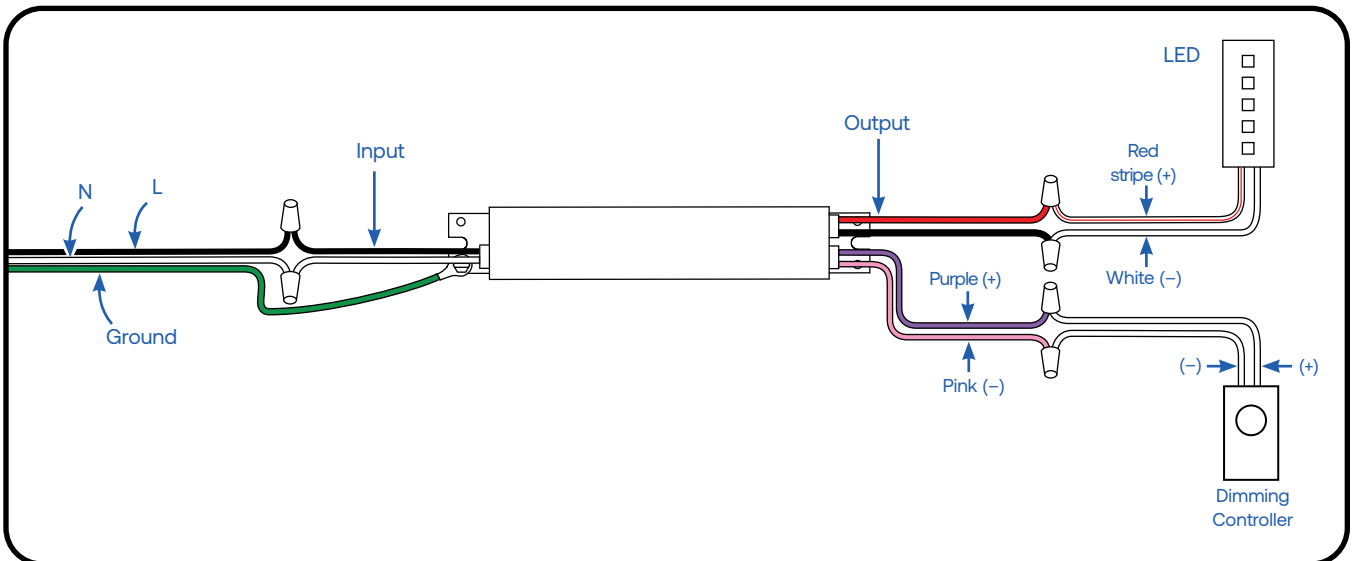 LED
Output
Input
Red
stripe (+)
N
L
White (–)
Purple (+)
Ground
Pink (–)
(–)
(+)
Dimming
Controller